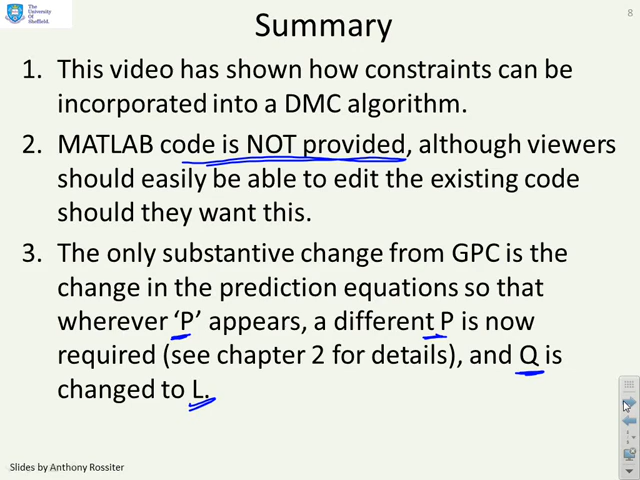 The
University
Of
Sheffield.
8
Summary
1. This video has shown how constraints can be
incorporated into a DMC algorithm.
2. MATLAB code is NOT provided, although viewers
should easily be able to edit the existing code
should they want this.
3. The only substantive change from GPC is the
change in the prediction equations so that
wherever ‘P’ appears, a different P is now
required (see chapter 2 for details), and Q is
changed to L.
Slides by Anthony Rossiter